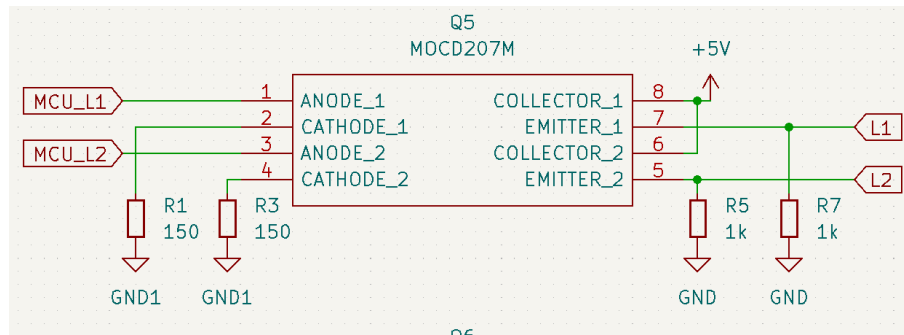 Q5
MOCD207M
+5V
MCU_L1 1 ANODE_1 COLLECTOR_1 8
2 CATHODE_1 EMITTER_1 7 L1
MCU_L2 3 ANODE_2 COLLECTOR_2 6
4 CATHODE_2 EMITTER_2 5 L2
R1 R3 R5 R7
150 150 1k 1k
GND1 GND1 GND GND